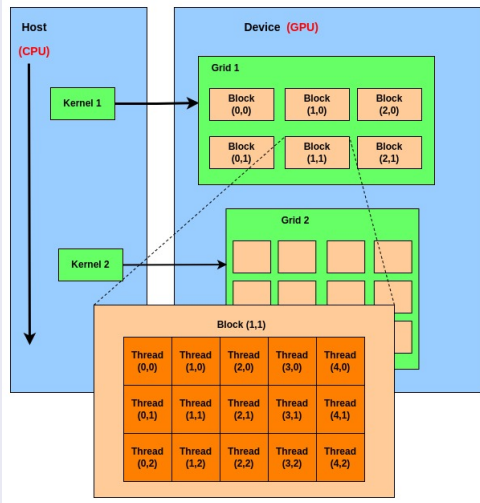 Host
(CPU)
Device (GPU)
Grid 1
Kernel 1
Block
(0,0)
Block
(1,0)
Block
(2,0)
Block
(0,1)
Block
(1,1)
Block
(2,1)
Grid 2
Kernel 2
Block (1,1)
Thread
(0,0)
Thread
(1,0)
Thread
(2,0)
Thread
(3,0)
Thread
(4,0)
Thread
(0,1)
Thread
(1,1)
Thread
(2,1)
Thread
(3,1)
Thread
(4,1)
Thread
(0,2)
Thread
(1,2)
Thread
(2,2)
Thread
(3,2)
Thread
(4,2)